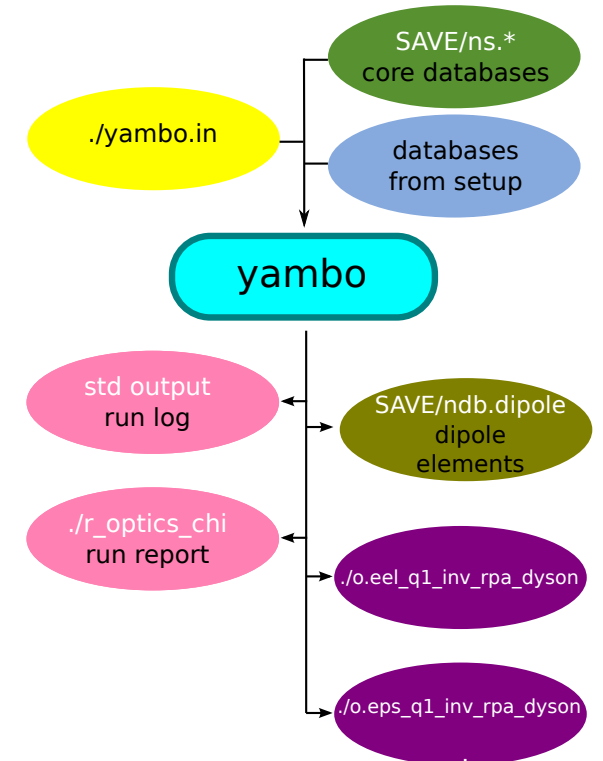 SAVE/ns.*
core databases
./yambo.in
databases
from setup
yambo
std output
run log
SAVE/ndb.dipole
dipole
elements
./r_optics_chi
run report
./o.eel_q1_inv_rpa_dyson
./o.eps_q1_inv_rpa_dyson